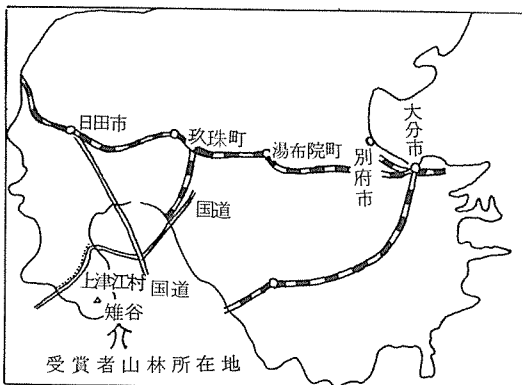 日田市
玖珠町
湯布院町
別府市
大分市
国道
上津江村
国道
雉谷
受賞者山林所在地